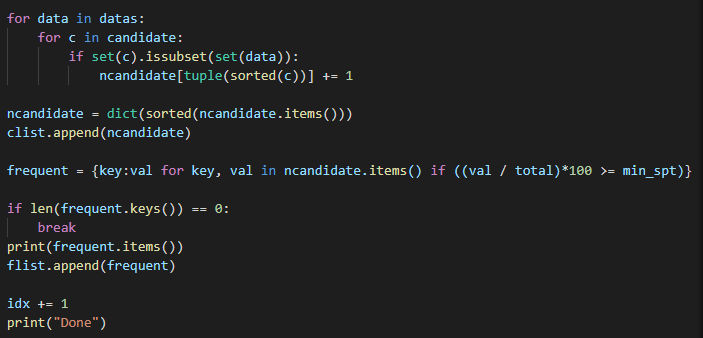 for data in datas:
    for c in candidate:
        if set(c).issubset(set(data)):
            ncandidate[tuple(sorted(c))] += 1

ncandidate = dict(sorted(ncandidate.items()))
clist.append(ncandidate)

frequent = {key:val for key, val in ncandidate.items() if ((val / total)*100 >= min_spt)}

if len(frequent.keys()) == 0:
    break
print(frequent.items())
flist.append(frequent)

idx += 1
print("Done")